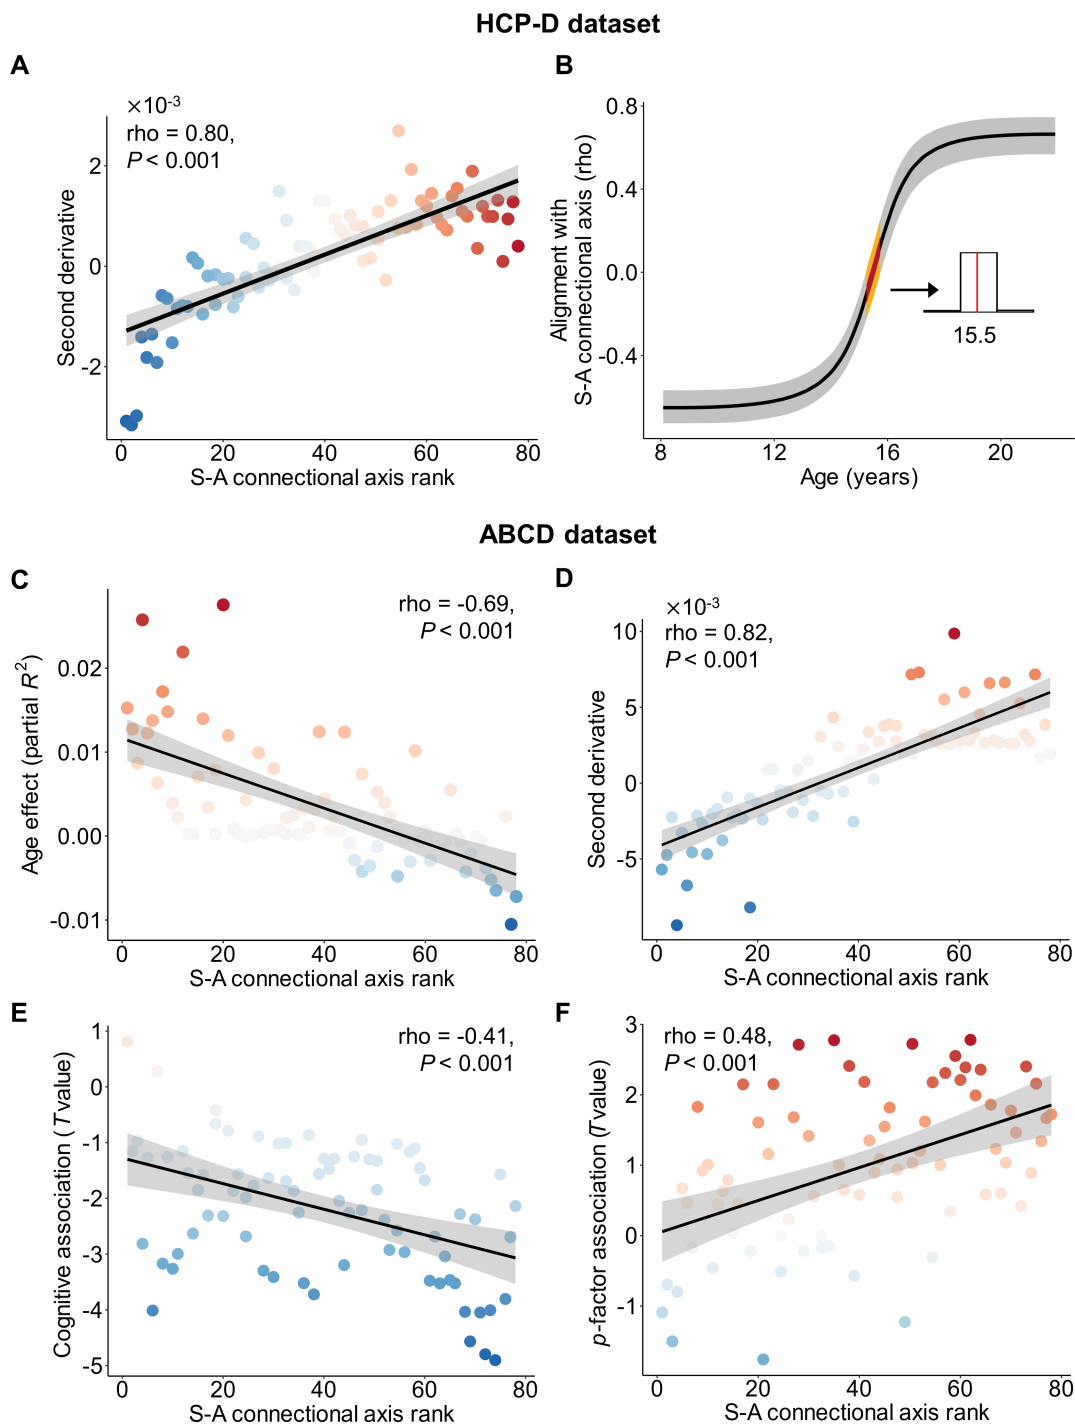 HCP-D dataset
A
×10-3
rho = 0.80,
P < 0.001
2
0
-2
Second derivative
0 20 40 60 80
S-A connectional axis rank
B
0.8
0.4
0.0
-0.4
Alignment with
S-A connectional axis (rho)
15.5
8 12 16 20
Age (years)
ABCD dataset
C
rho = -0.69,
P < 0.001
0.02
0.01
0.00
-0.01
Age effect (partial R2)
0 20 40 60 80
S-A connectional axis rank
D
×10-3
rho = 0.82,
P < 0.001
10
5
0
-5
Second derivative
0 20 40 60 80
S-A connectional axis rank
E
rho = -0.41,
P < 0.001
1
0
-1
-2
-3
-4
-5
Cognitive association (T value)
0 20 40 60 80
S-A connectional axis rank
F
rho = 0.48,
P < 0.001
3
2
1
0
-1
p-factor association (T value)
0 20 40 60 80
S-A connectional axis rank